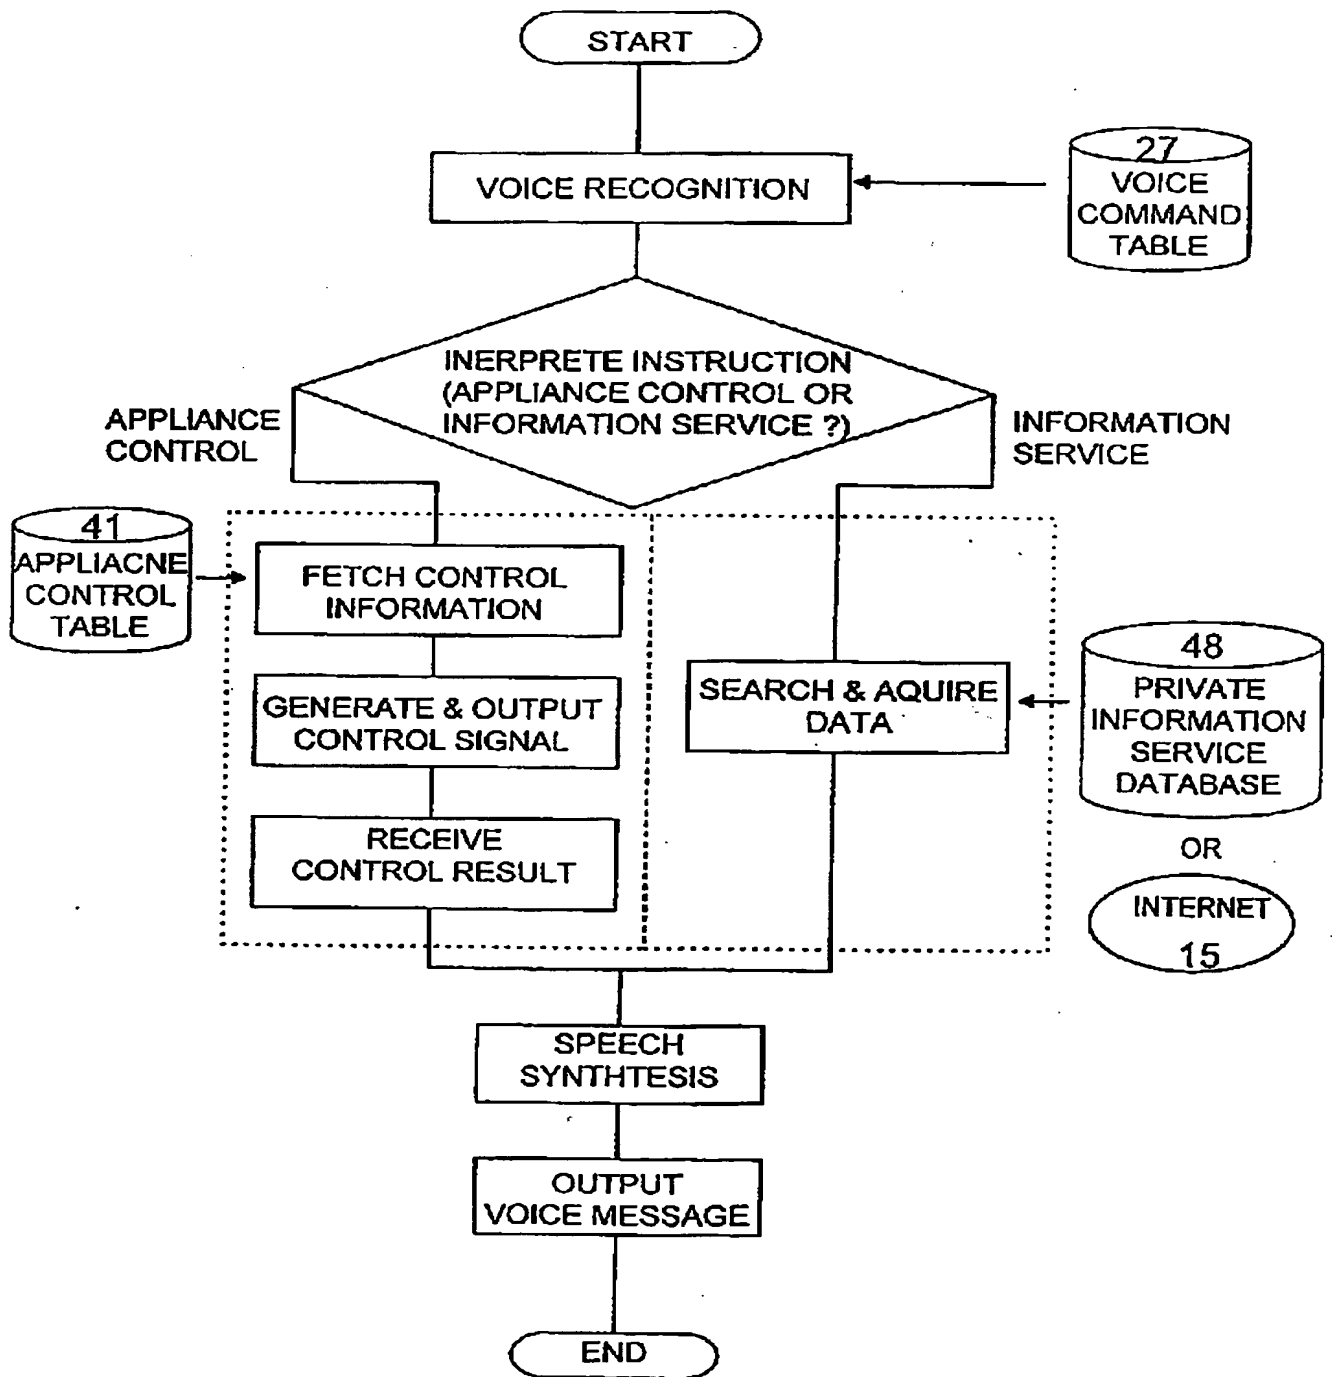 START
27
VOICE RECOGNITION
VOICE
COMMAND
TABLE
INERPRETE INSTRUCTION
(APPLIANCE CONTROL OR
INFORMATION SERVICE ?)
APPLIANCE
CONTROL
INFORMATION
SERVICE
41
APPLIACNE
CONTROL
TABLE
FETCH CONTROL
INFORMATION
GENERATE & OUTPUT
CONTROL SIGNAL
RECEIVE
CONTROL RESULT
SEARCH & AQUIRE
DATA
48
PRIVATE
INFORMATION
SERVICE
DATABASE
OR
INTERNET
15
SPEECH
SYNTHTESIS
OUTPUT
VOICE MESSAGE
END